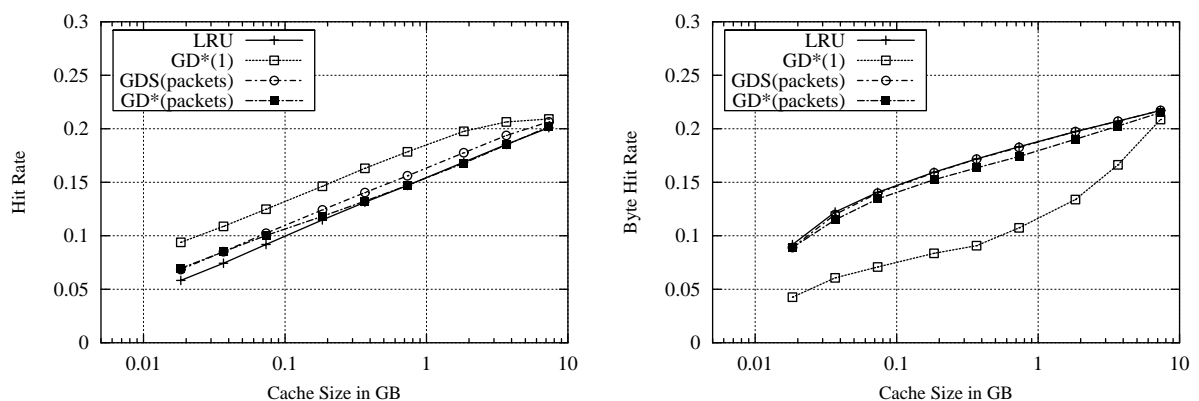 0.3
0.25
0.2
0.15
0.1
0.05
0
Hit Rate
LRU
GD*(1)
GDS(packets)
GD*(packets)
0.01
0.1
1
10
Cache Size in GB
0.3
0.25
0.2
0.15
0.1
0.05
0
Byte Hit Rate
LRU
GD*(1)
GDS(packets)
GD*(packets)
0.01
0.1
1
10
Cache Size in GB